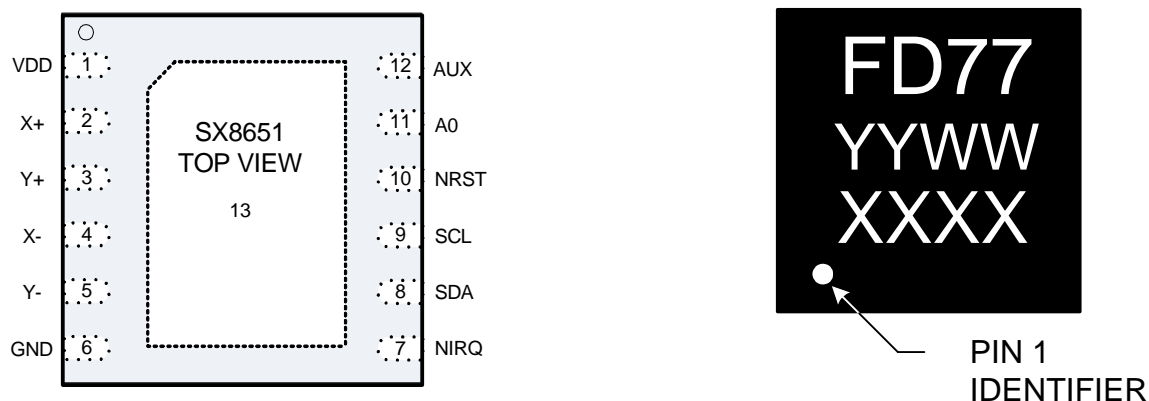 VDD 1 12 AUX
X+ 2 11 A0
SX8651
TOP VIEW
Y+ 3 10 NRST
13
X- 4 9 SCL
Y- 5 8 SDA
GND 6 7 NIRQ
FD77
YYWW
XXXX
PIN 1
IDENTIFIER